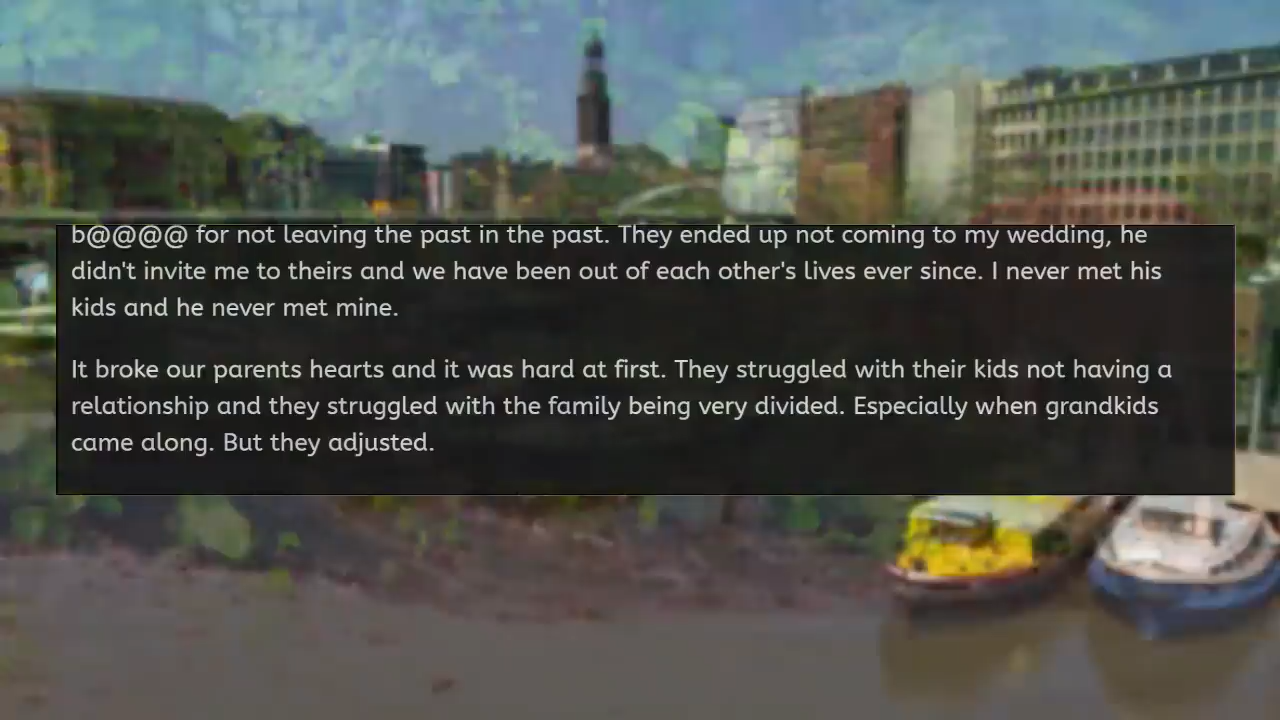 b@@@@ for not leaving the past in the past. They ended up not coming to my wedding, he
didn't invite me to theirs and we have been out of each other's lives ever since. I never met his
kids and he never met mine.
It broke our parents hearts and it was hard at first. They struggled with their kids not having a
relationship and they struggled with the family being very divided. Especially when grandkids
came along. But they adjusted.